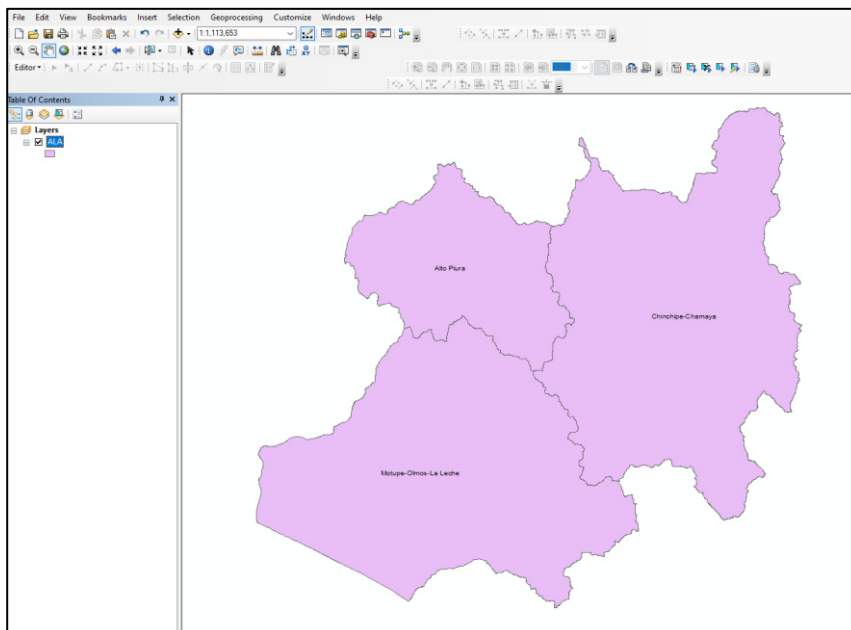 File Edit View Bookmarks Insert Selection Geoprocessing Customize Windows Help
1:1,113,653
Editor
Table Of Contents
Layers
ALA
Alto Piura
Chinchipe-Chamaya
Motupe-Olmos-La Leche